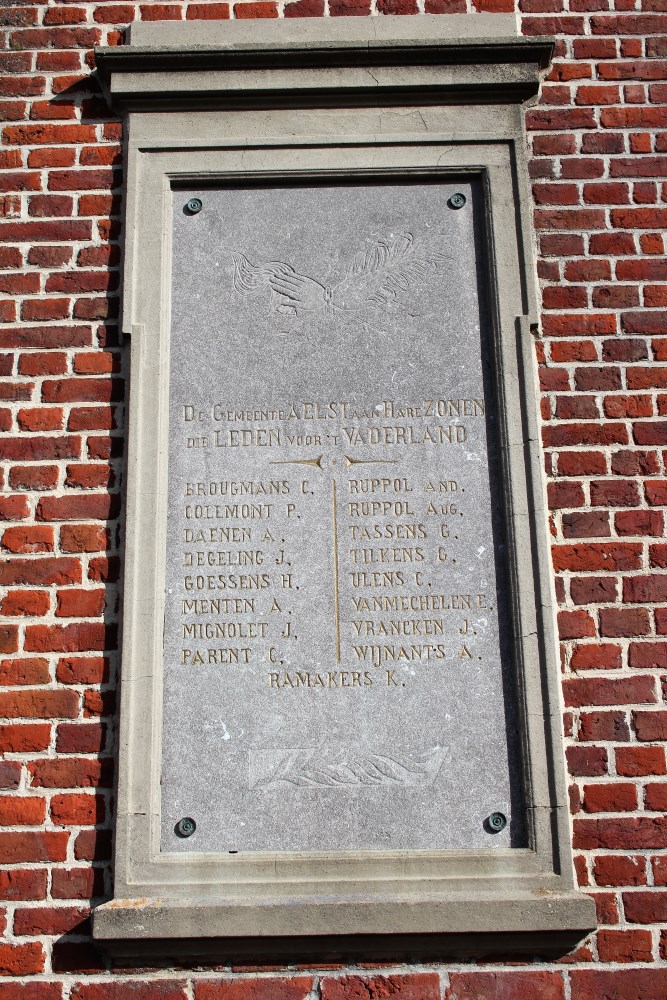 De Gemeente AELST aan Hare ZONEN
die LEDEN voor 't VADERLAND
BROUGMANS C.
COLEMONT P.
DAENEN A.
DEGELING J.
GOESSENS H.
MENTEN A.
MIGNOLET J.
PARENT C.
RUPPOL AND.
RUPPOL AUG.
TASSENS G.
TILKENS G.
ULENS C.
VANMECHELEN E.
VRANCKEN J.
WIJNANTS A.
RAMAKERS K.